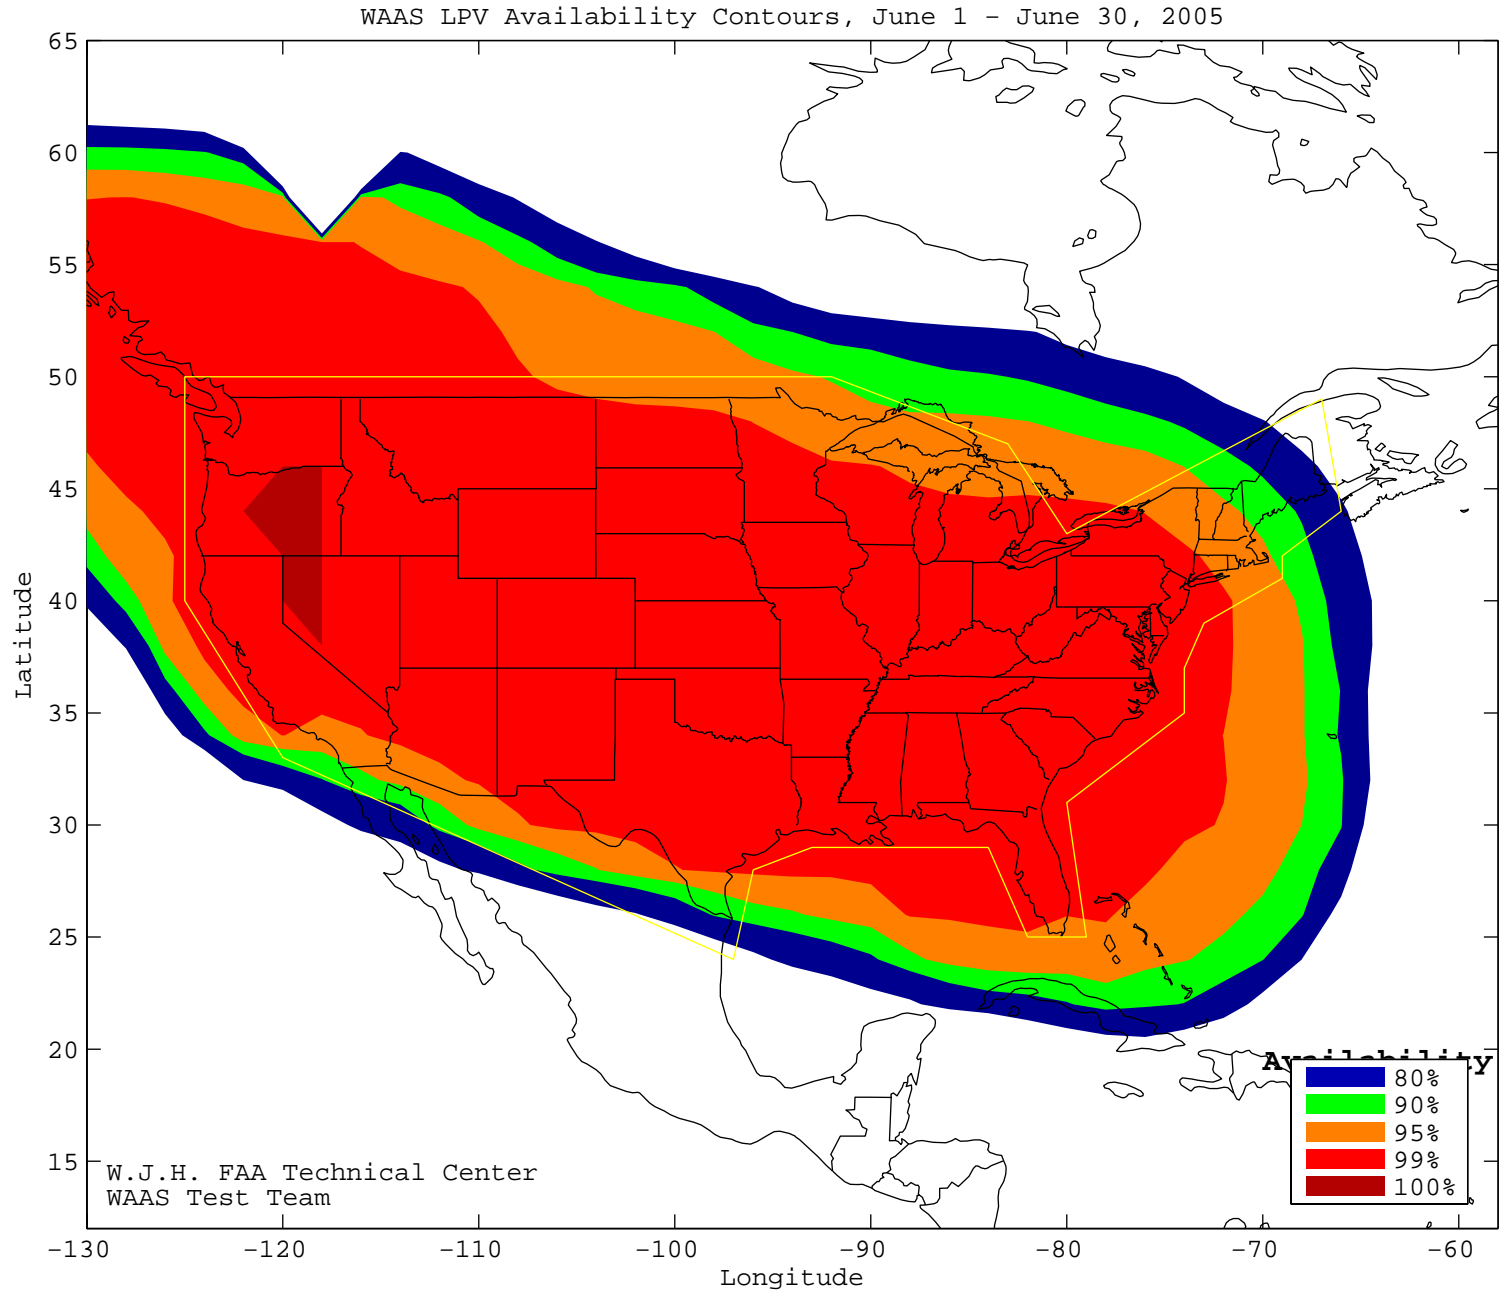 WAAS LPV Availability Contours, June 1 – June 30, 2005
65
60
55
50
45
40
35
30
25
20
15
Latitude
Availability
80%
90%
95%
99%
100%
W.J.H. FAA Technical Center
WAAS Test Team
−130 −120 −110 −100 −90 −80 −70 −60
Longitude